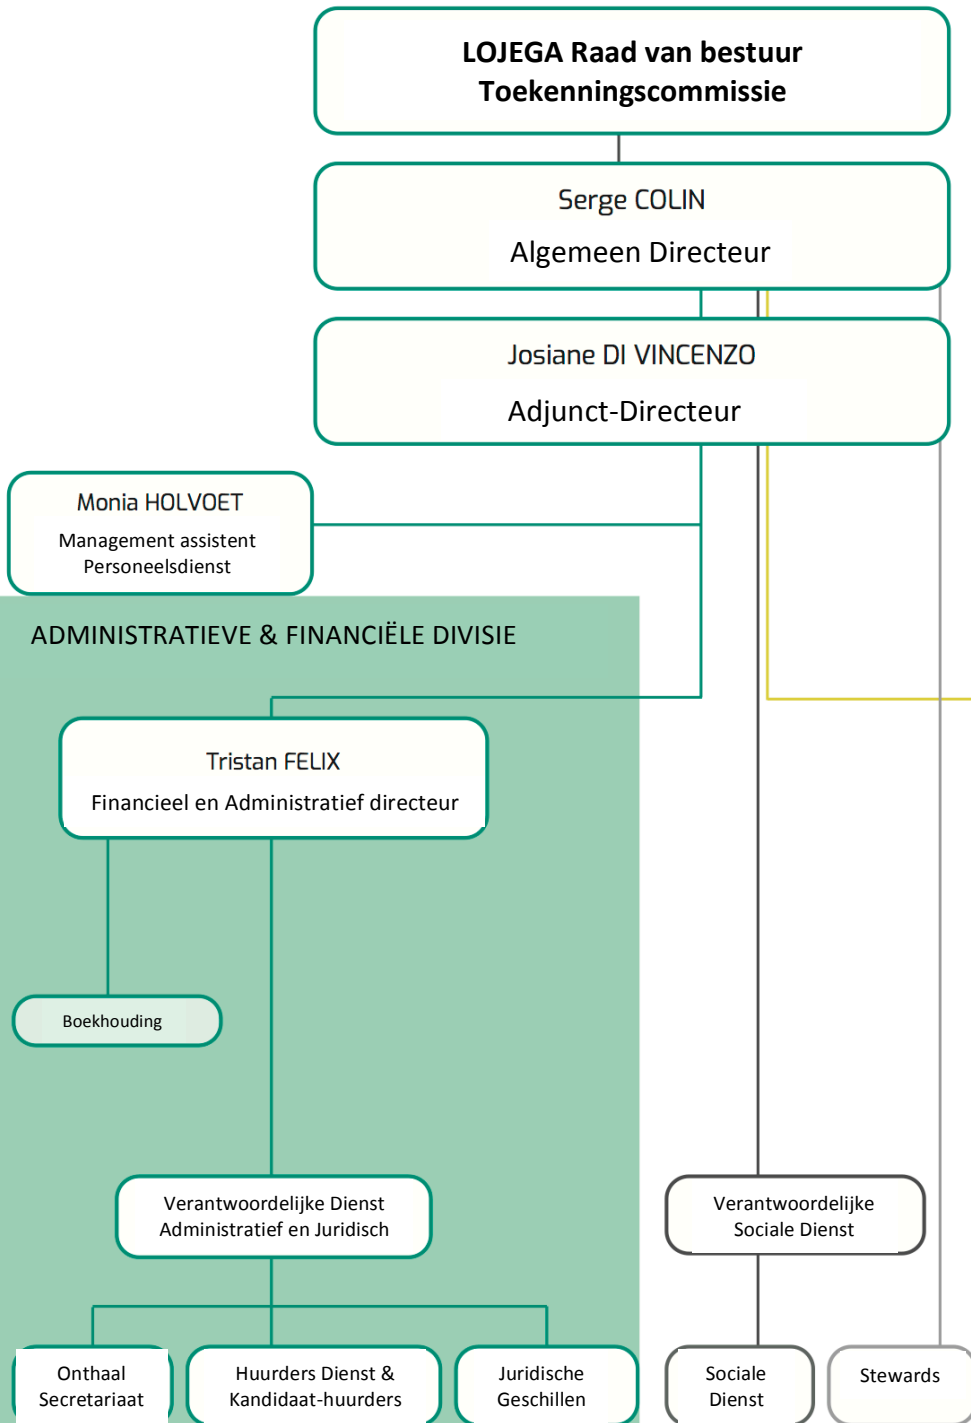 LOJEGA Raad van bestuur
Toekenningscommissie
Serge COLIN
Algemeen Directeur
Josiane DI VINCENZO
Adjunct-Directeur
Monia HOLVOET
Management assistent
Personeelsdienst
ADMINISTRATIEVE & FINANCIËLE DIVISIE
Tristan FELIX
Financieel en Administratief directeur
Boekhouding
Verantwoordelijke Dienst
Administratief en Juridisch
Verantwoordelijke
Sociale Dienst
Onthaal
Secretariaat
Huurders Dienst &
Kandidaat-huurders
Juridische
Geschillen
Sociale
Dienst
Stewards